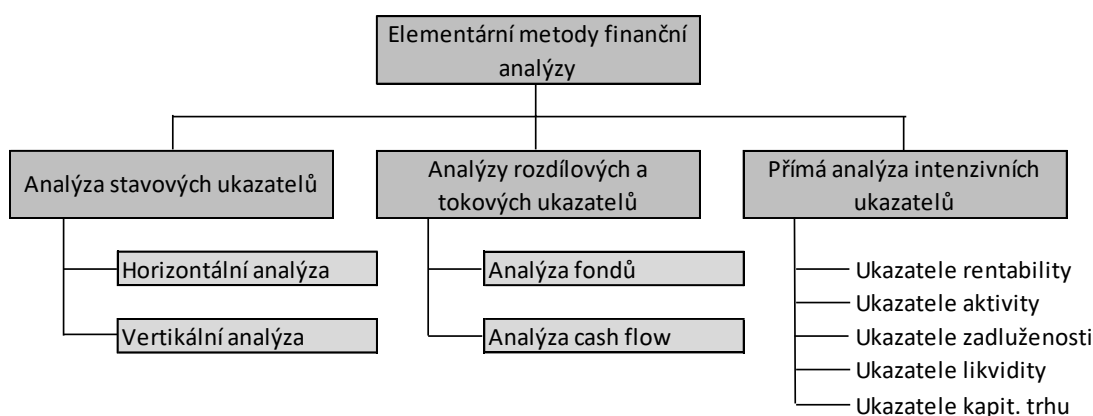 Elementární metody finanční
analýzy
Analýza stavových ukazatelů
Analýzy rozdílových a
tokových ukazatelů
Přímá analýza intenzivních
ukazatelů
Horizontální analýza
Vertikální analýza
Analýza fondů
Analýza cash flow
Ukazatele rentability
Ukazatele aktivity
Ukazatele zadluženosti
Ukazatele likvidity
Ukazatele kapit. trhu